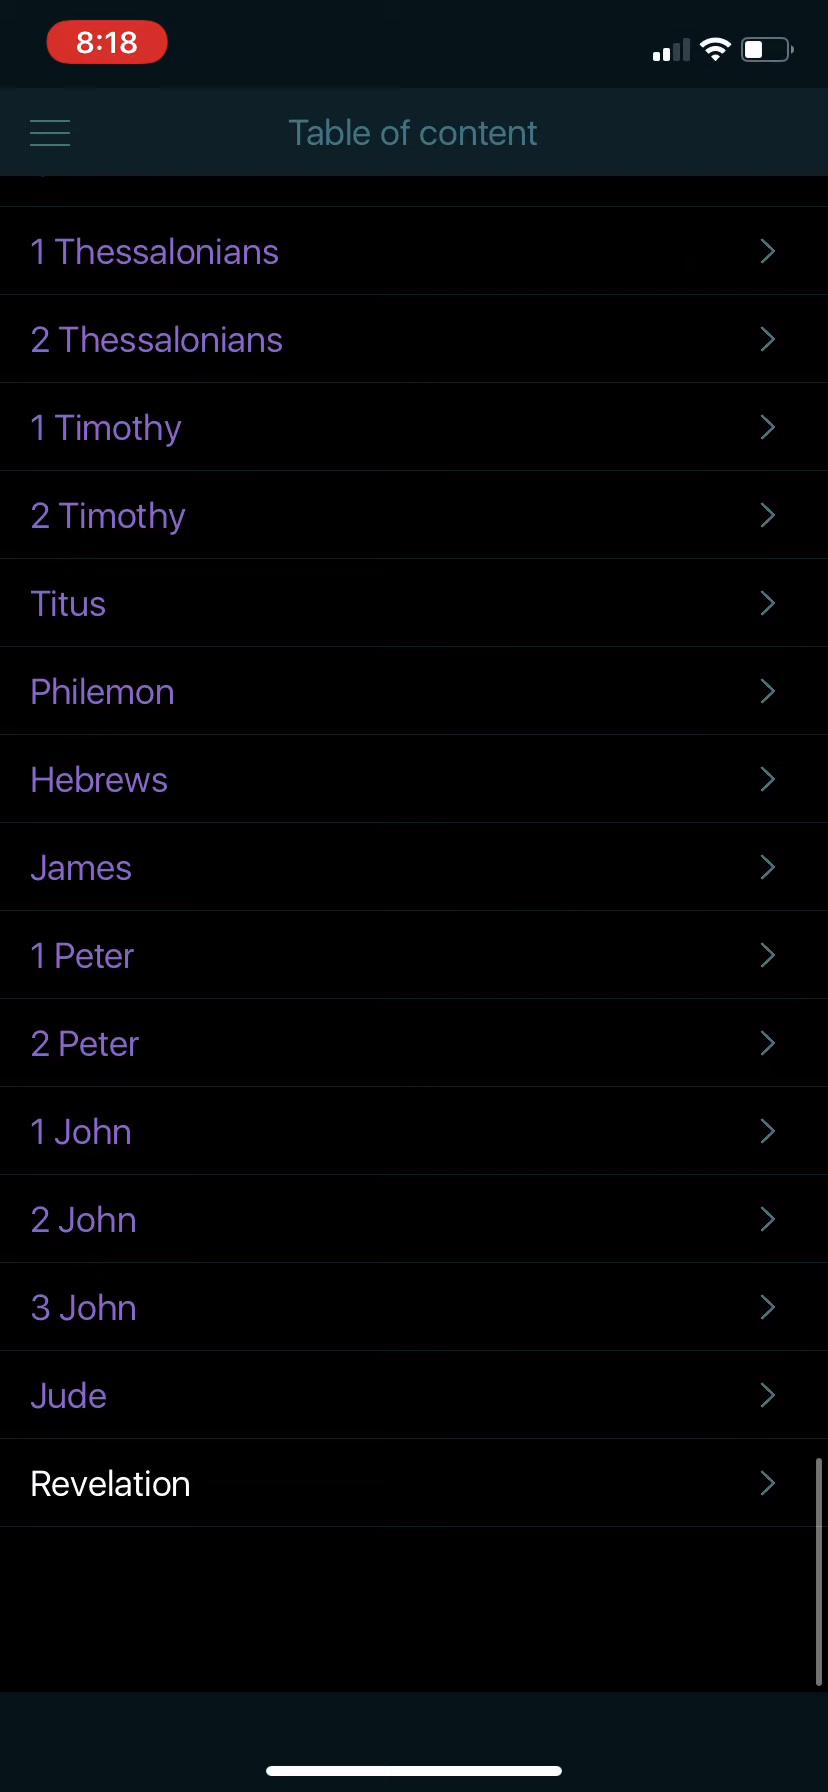 8:18
Table of content
1 Thessalonians
2 Thessalonians
1 Timothy
2 Timothy
Titus
Philemon
Hebrews
James
1 Peter
2 Peter
1 John
2 John
3 John
Jude
Revelation